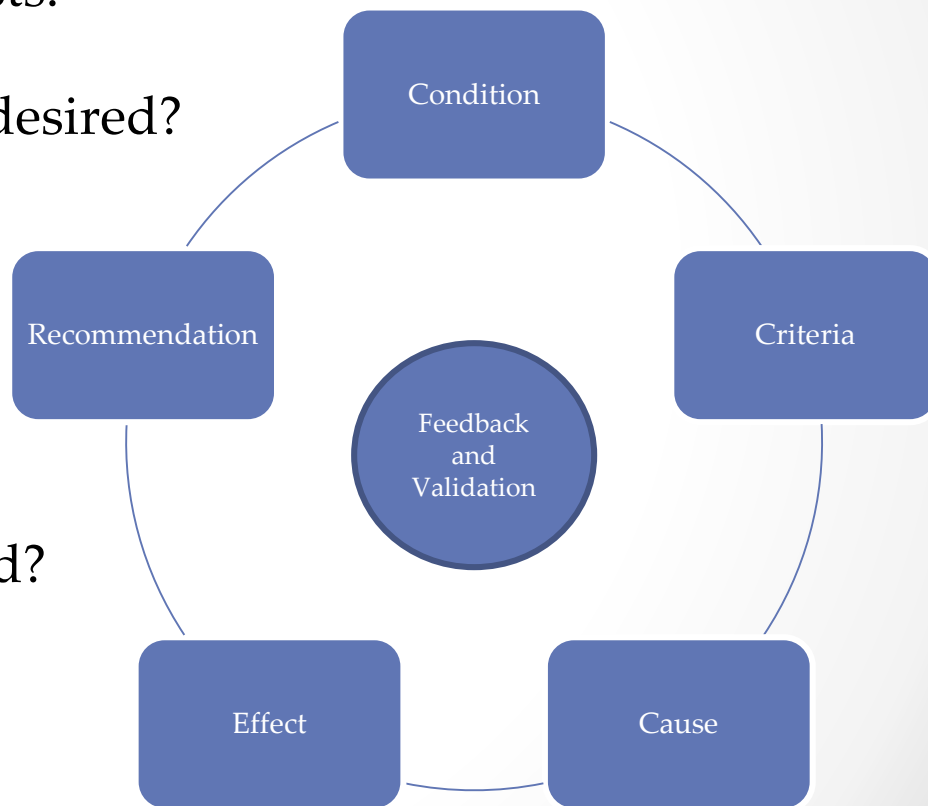 desired?
Condition
Recommendation
Criteria
Feedback
and
Validation
Effect
Cause